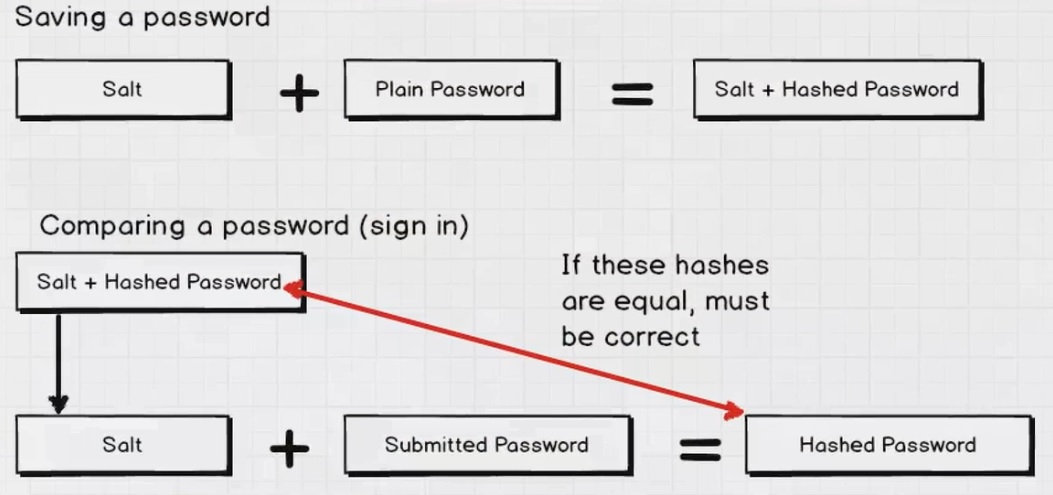 Saving a password
Salt + Plain Password = Salt + Hashed Password
Comparing a password (sign in)
Salt + Hashed Password
If these hashes
are equal, must
be correct
Salt + Submitted Password = Hashed Password